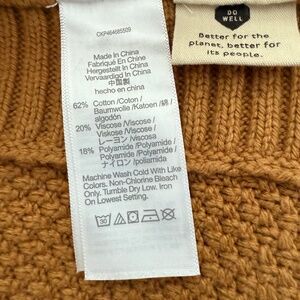 DO
WELL
Better for the
planet, better for
its people.
Made in China
Fabriqué En Chine
Hergestellt in China
Vervaardigd In China
中国製
hecho en china
62% Cotton /Coton /
Baumwolle /Katoen /綿 /
algodón
20% Viscose /Viscose/
Viskose /Viscose /
レーヨン /viscosa
18% Polyamide /Polyamide /
Polyamid /Polyamide /
ナイロン /poliamida
Machine Wash Cold With Like
Colors. Non-Chlorine Bleach
Only. Tumble Dry Low. Iron
On Lowest Setting.
30